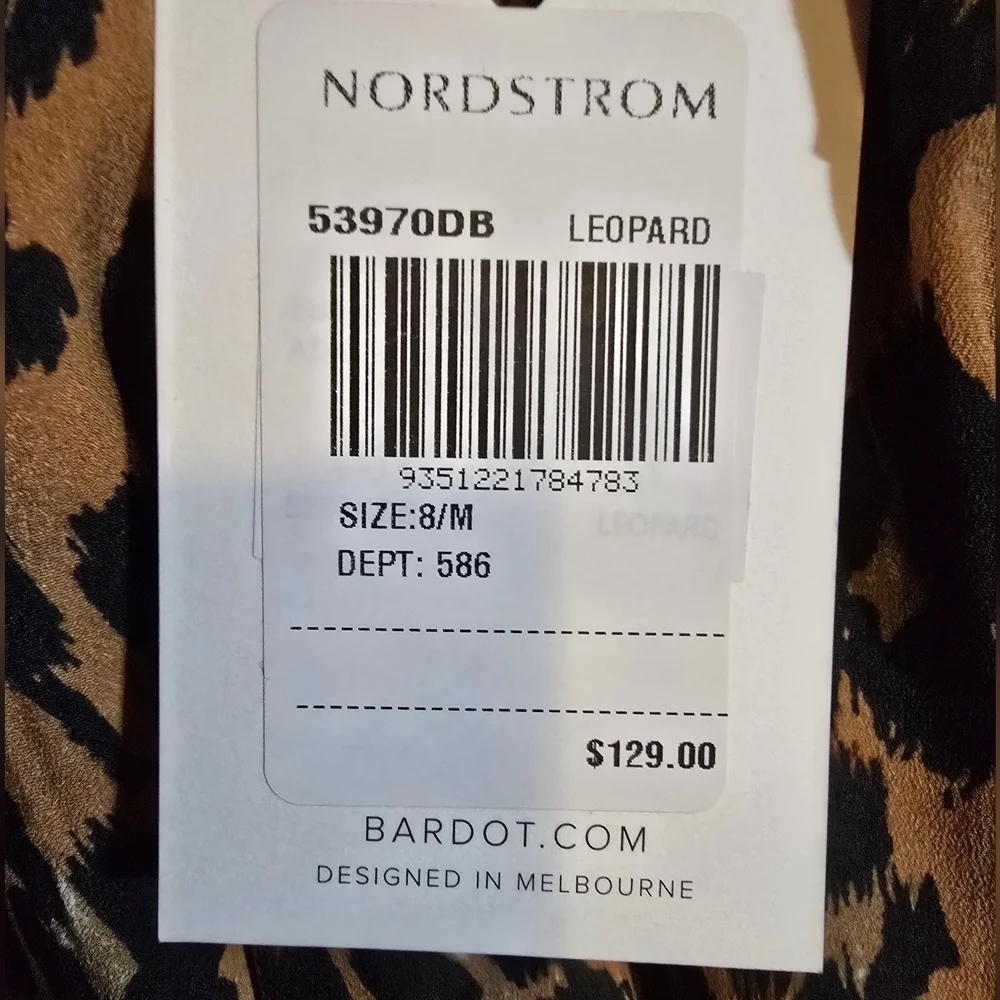 NORDSTROM
53970DB LEOPARD
9351221784783
SIZE:8/M
DEPT: 586
$129.00
BARDOT.COM
DESIGNED IN MELBOURNE